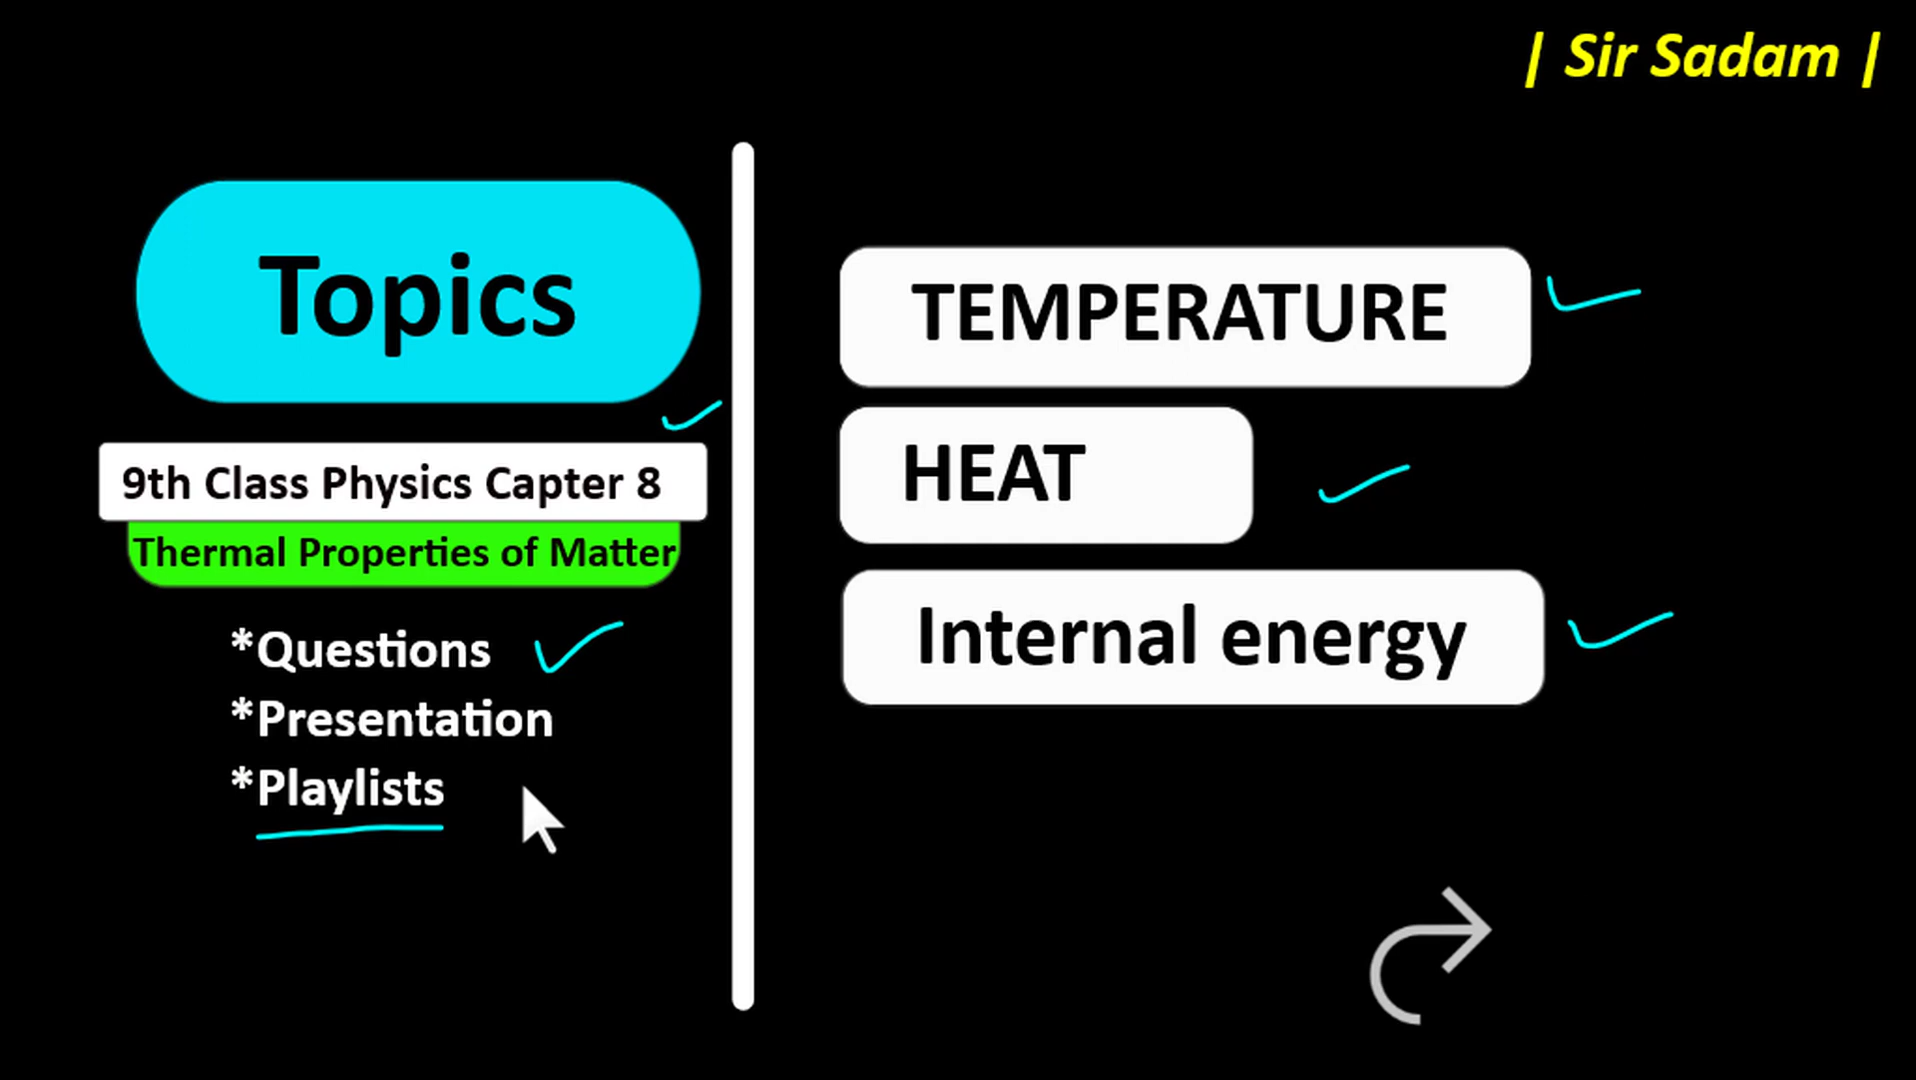 | Sir Sadam |
Topics
9th Class Physics Capter 8
Thermal Properties of Matter
*Questions
*Presentation
*Playlists
TEMPERATURE
HEAT
Internal energy